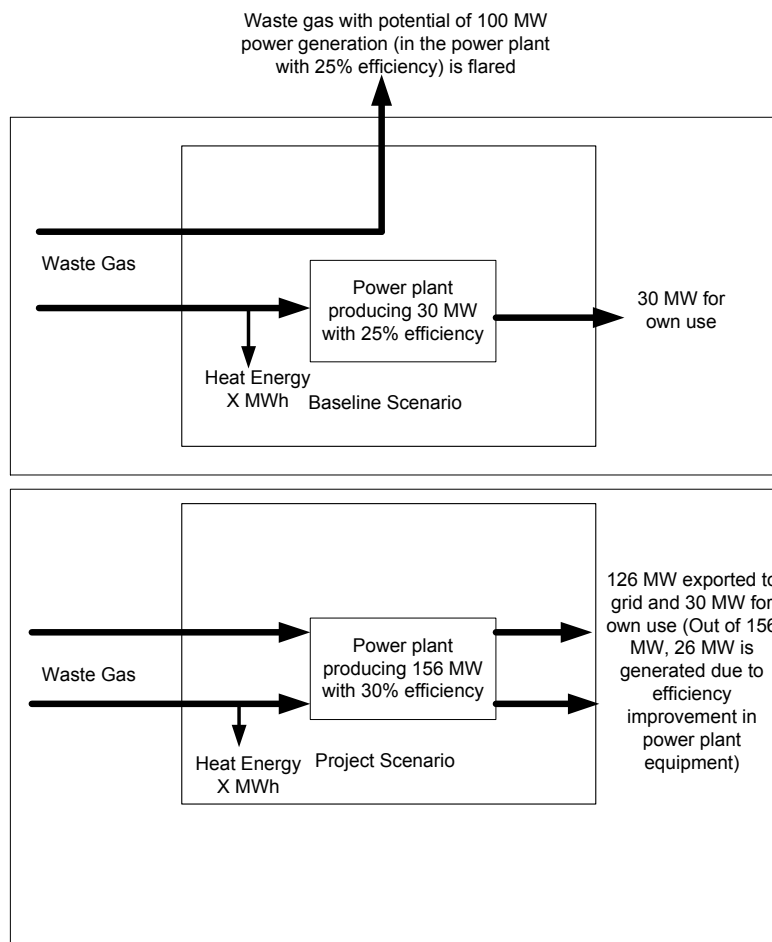 Waste gas with potential of 100 MW
power generation (in the power plant
with 25% efficiency) is flared
Waste Gas
Power plant
producing 30 MW
with 25% efficiency
30 MW for
own use
Heat Energy
X MWh
Baseline Scenario
126 MW exported to
grid and 30 MW for
own use (Out of 156
MW, 26 MW is
generated due to
efficiency
improvement in
power plant
equipment)
Power plant
producing 156 MW
with 30% efficiency
Waste Gas
Heat Energy
X MWh
Project Scenario